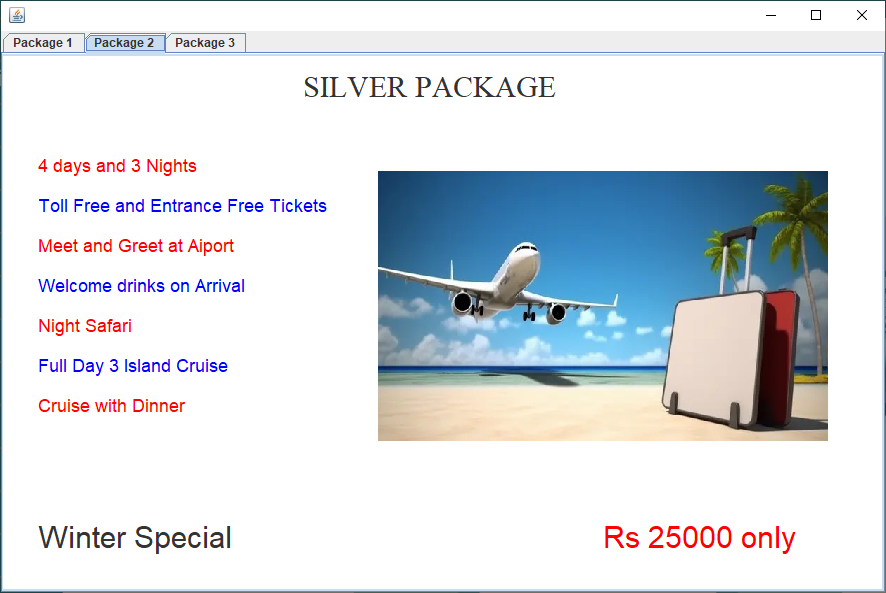 Package 1 Package 2 Package 3
SILVER PACKAGE
4 days and 3 Nights
Toll Free and Entrance Free Tickets
Meet and Greet at Aiport
Welcome drinks on Arrival
Night Safari
Full Day 3 Island Cruise
Cruise with Dinner
Winter Special
Rs 25000 only